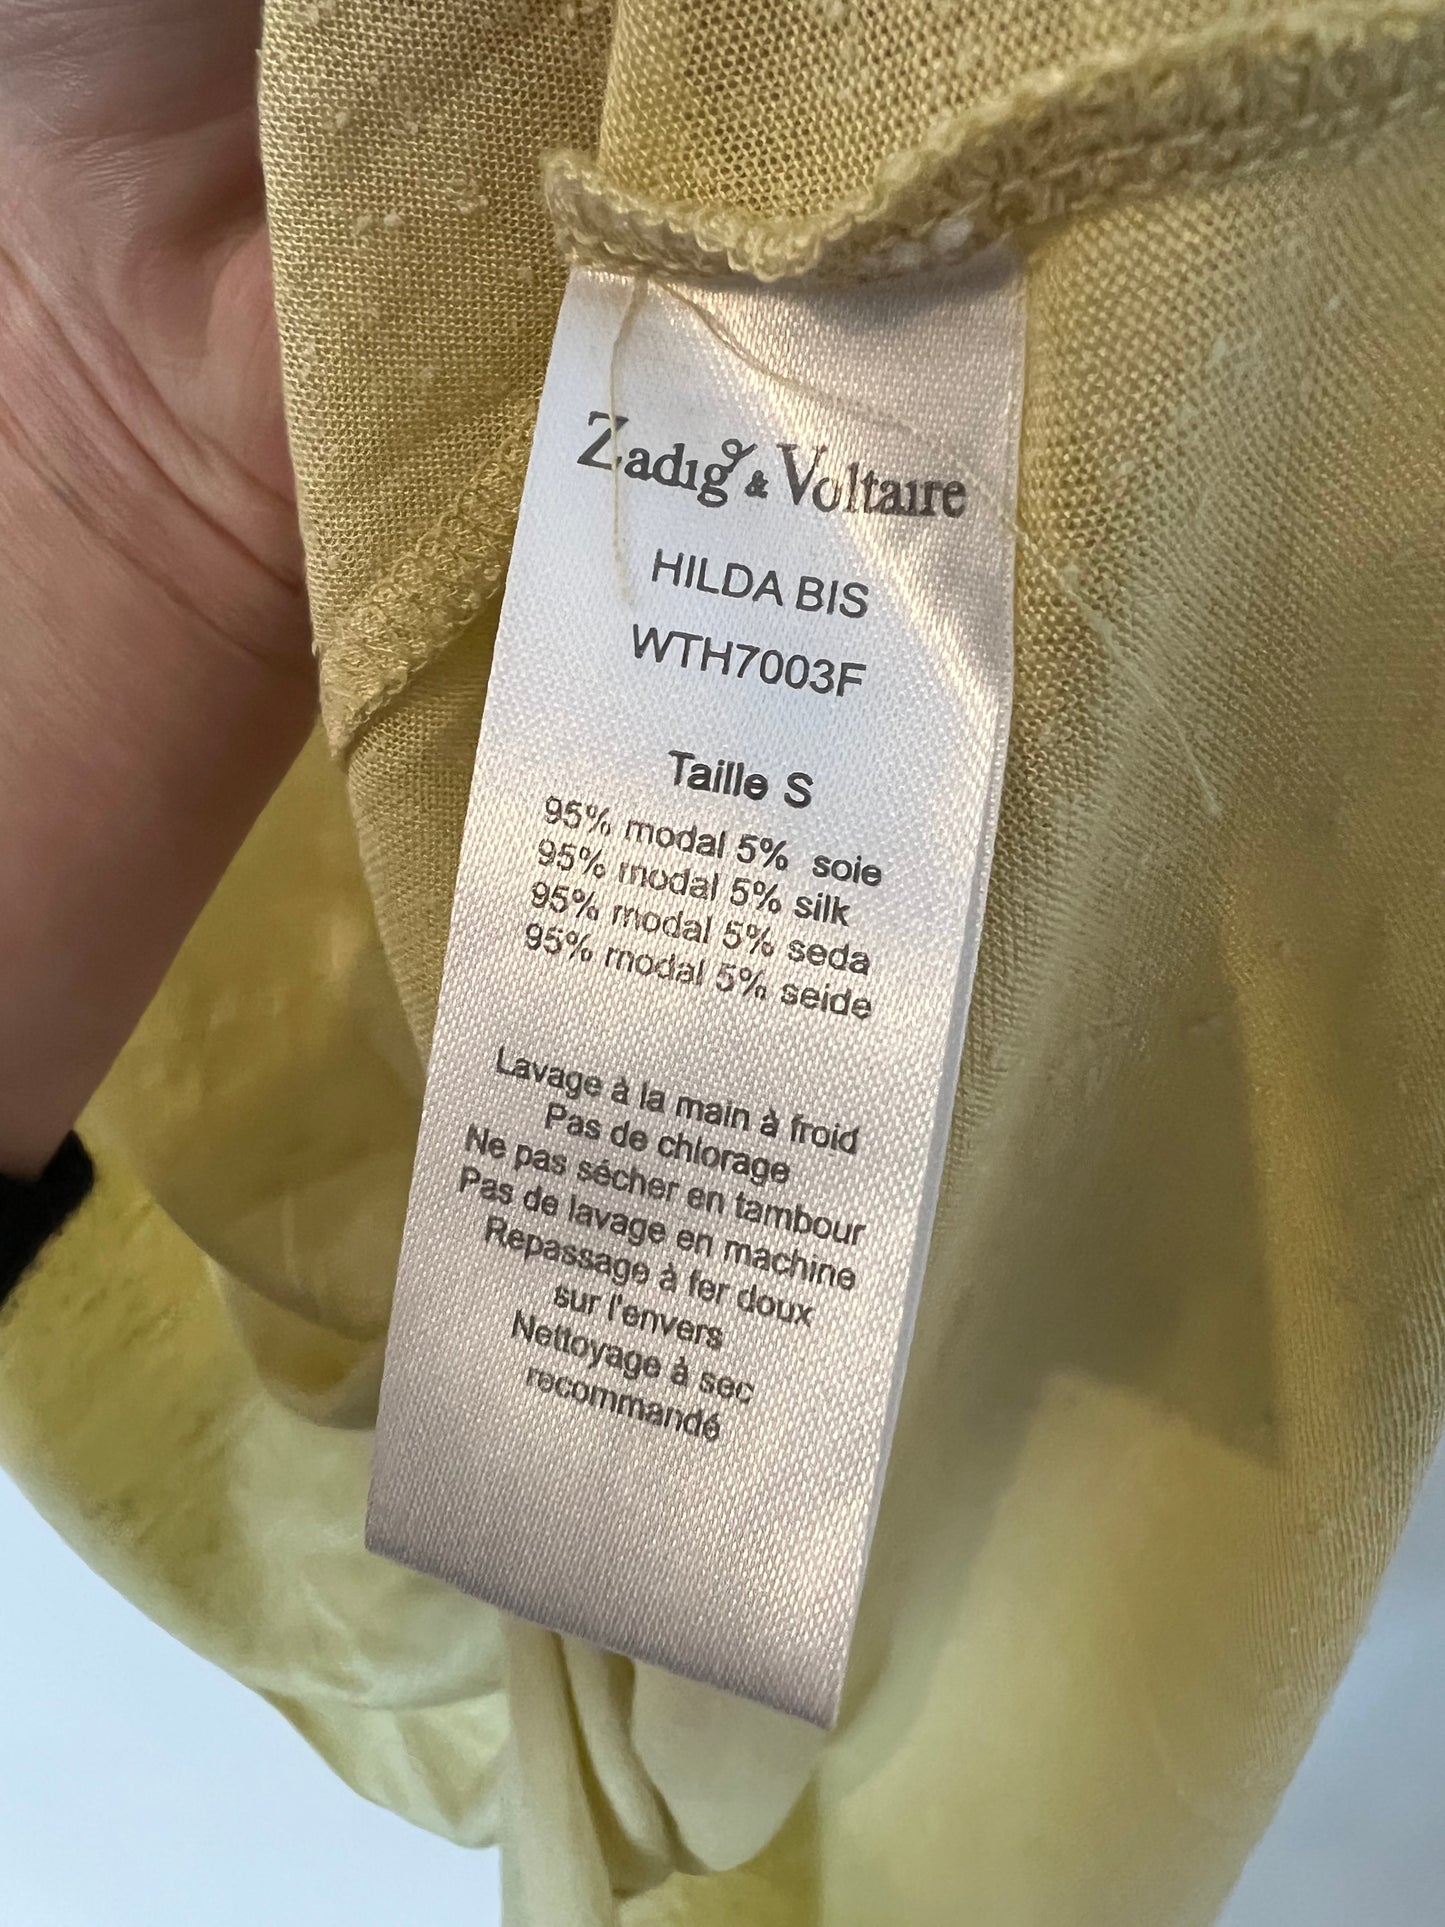 Zadig & Voltaire
HILDA BIS
WTH7003F
Taille S
95% modal 5% soie
95% modal 5% silk
95% modal 5% seda
95% modal 5% seide
Lavage à la main à froid
Pas de chlorage
Ne pas sécher en tambour
Pas de lavage en machine
Repassage à fer doux
sur l'envers
Nettoyage à sec
recommandé